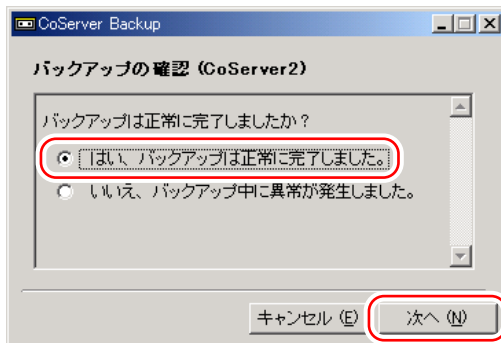 CoServer Backup
バックアップの確認 (CoServer2)
バックアップは正常に完了しましたか？
はい、バックアップは正常に完了しました。
いいえ、バックアップ中に異常が発生しました。
キャンセル (E) 次へ (N)